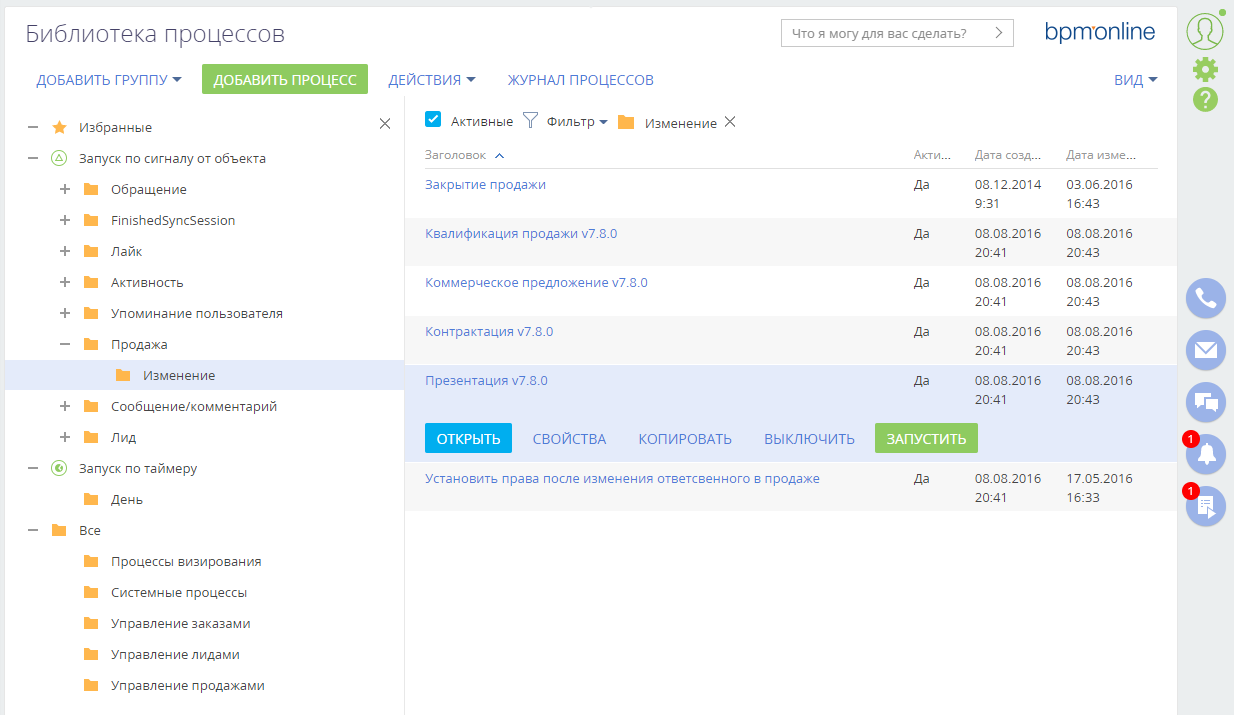 Библиотека процессов
Что я могу для вас сделать?
bpmonline
ДОБАВИТЬ ГРУППУ
ДОБАВИТЬ ПРОЦЕСС
ДЕЙСТВИЯ
ЖУРНАЛ ПРОЦЕССОВ
ВИД
Избранные
Запуск по сигналу от объекта
Обращение
FinishedSyncSession
Лайк
Активность
Упоминание пользователя
Продажа
Изменение
Сообщение/комментарий
Лид
Запуск по таймеру
День
Все
Процессы визирования
Системные процессы
Управление заказами
Управление лидами
Управление продажами
Активные Фильтр Изменение
Заголовок Акти... Дата созд... Дата изме...
Закрытие продажи Да 08.12.2014 03.06.2016
9:31 16:43
Квалификация продажи v7.8.0 Да 08.08.2016 08.08.2016
20:41 20:43
Коммерческое предложение v7.8.0 Да 08.08.2016 08.08.2016
20:41 20:43
Контрактация v7.8.0 Да 08.08.2016 08.08.2016
20:41 20:43
Презентация v7.8.0 Да 08.08.2016 08.08.2016
20:41 20:43
ОТКРЫТЬ СВОЙСТВА КОПИРОВАТЬ ВЫКЛЮЧИТЬ ЗАПУСТИТЬ
Установить права после изменения ответсвенного в продаже Да 08.08.2016 17.05.2016
20:41 16:33
?
1
1